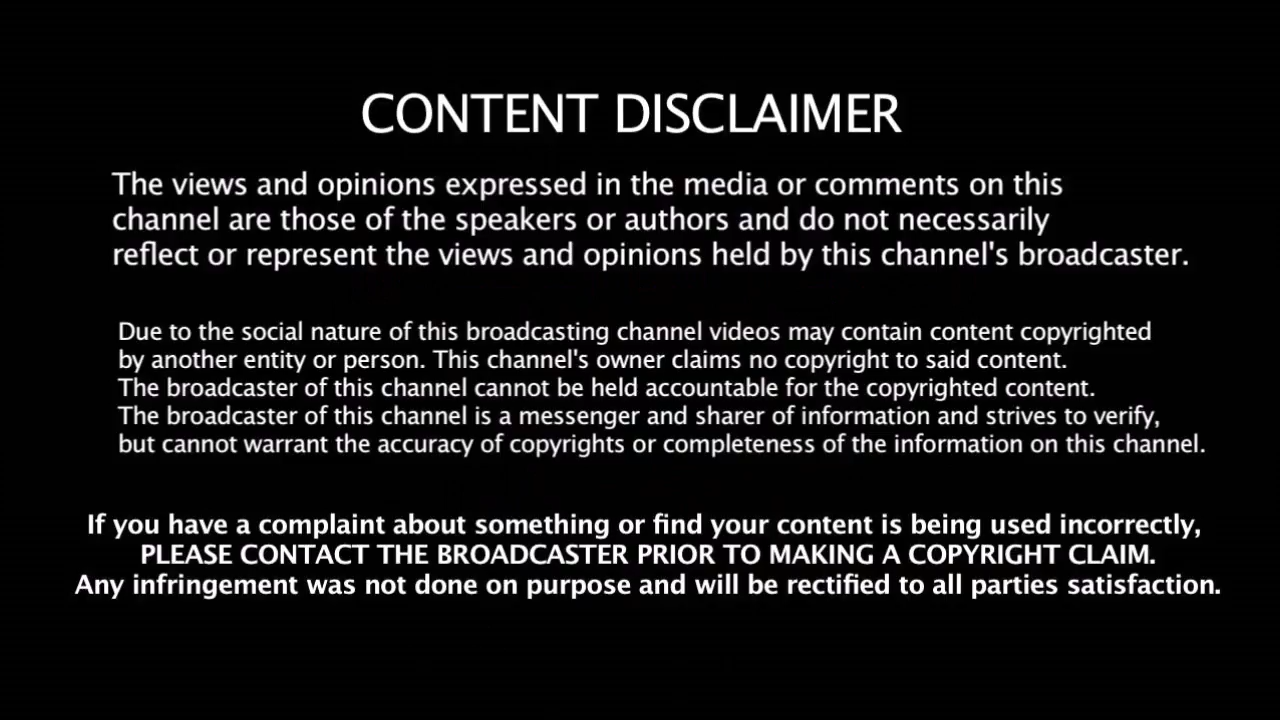 CONTENT DISCLAIMER
The views and opinions expressed in the media or comments on this
channel are those of the speakers or authors and do not necessarily
reflect or represent the views and opinions held by this channel's broadcaster.
Due to the social nature of this broadcasting channel videos may contain content copyrighted
by another entity or person. This channel's owner claims no copyright to said content.
The broadcaster of this channel cannot be held accountable for the copyrighted content.
The broadcaster of this channel is a messenger and sharer of information and strives to verify,
but cannot warrant the accuracy of copyrights or completeness of the information on this channel.
If you have a complaint about something or find your content is being used incorrectly,
PLEASE CONTACT THE BROADCASTER PRIOR TO MAKING A COPYRIGHT CLAIM.
Any infringement was not done on purpose and will be rectified to all parties satisfaction.